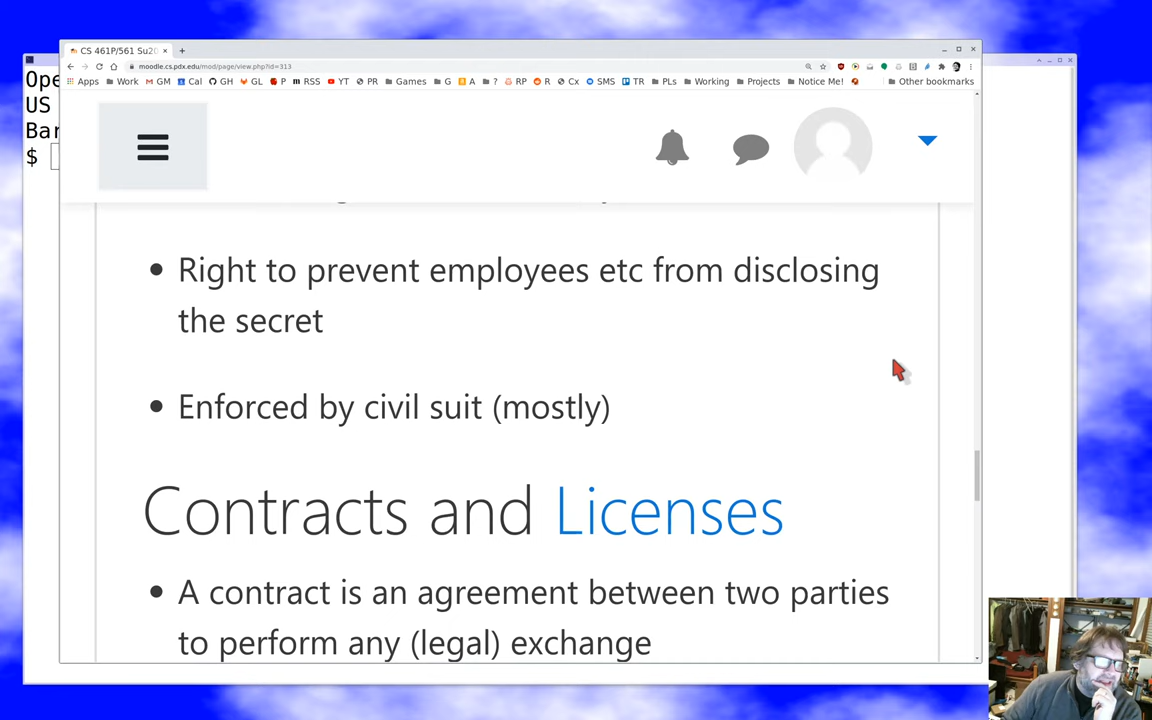 CS 461P/561 Su20
moodle.cs.pdx.edu/mod/page/view.php?id=313
Apps Work GM Cal GH GL P RSS YT PR Games G A ? RP R Cx SMS TR PLs Working Projects Notice Me! Other bookmarks
Ope
US
Bar
$
• Right to prevent employees etc from disclosing
the secret
• Enforced by civil suit (mostly)
Contracts and Licenses
• A contract is an agreement between two parties
to perform any (legal) exchange